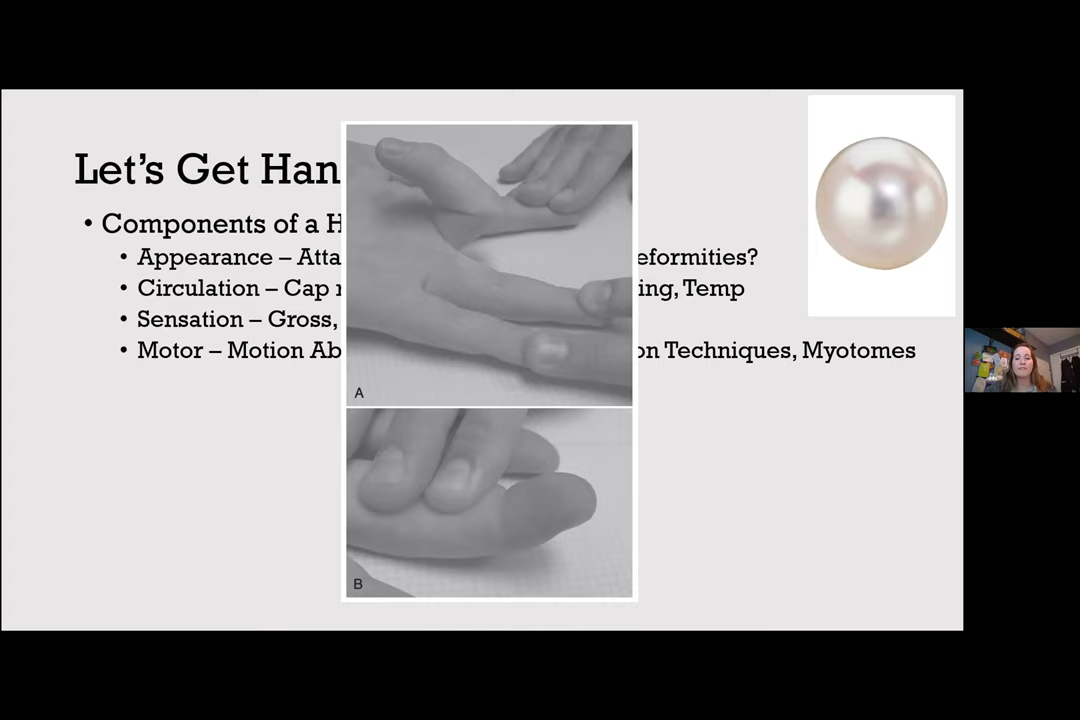 Let's Get Han
• Components of a H
• Appearance – Atta eformities?
• Circulation – Cap r ing, Temp
• Sensation – Gross,
• Motor – Motion Ab on Techniques, Myotomes
A
B